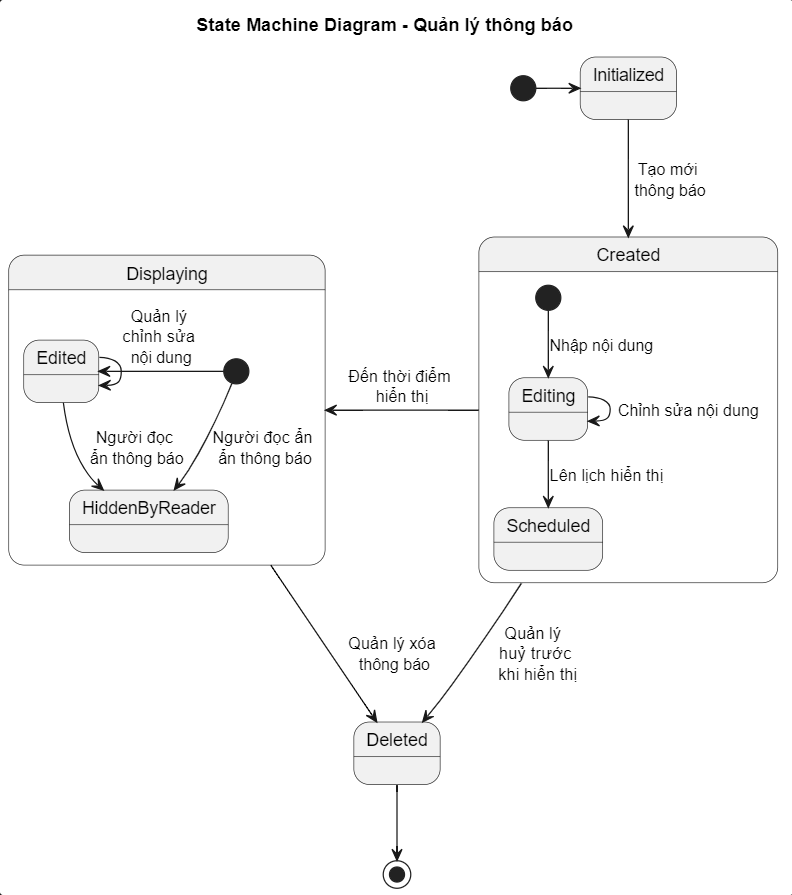 State Machine Diagram - Quản lý thông báo
Initialized
Tạo mới
thông báo
Created
Nhập nội dung
Editing
Chỉnh sửa nội dung
Lên lịch hiển thị
Scheduled
Đến thời điểm
hiển thị
Displaying
Quản lý
chỉnh sửa
nội dung
Edited
Người đọc
ẩn thông báo
Người đọc ẩn
ẩn thông báo
HiddenByReader
Quản lý xóa
thông báo
Quản lý
huỷ trước
khi hiển thị
Deleted